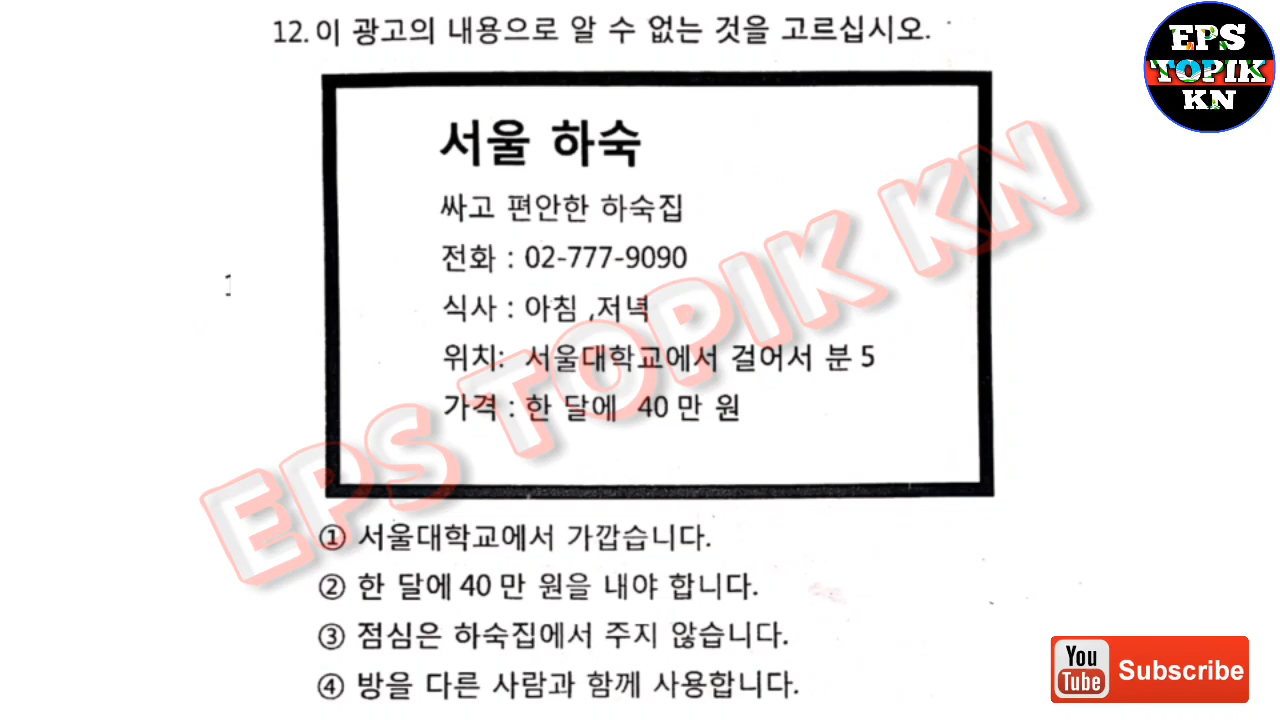 12. 이 광고의 내용으로 알 수 없는 것을 고르십시오.
EPS
TOPIK
KN
서울 하숙
싸고 편안한 하숙집
전화 : 02-777-9090
식사 : 아침 ,저녁
위치: 서울대학교에서 걸어서 분 5
가격 : 한 달에 40 만 원
EPS TOPIK KN
① 서울대학교에서 가깝습니다.
② 한 달에 40 만 원을 내야 합니다.
③ 점심은 하숙집에서 주지 않습니다.
④ 방을 다른 사람과 함께 사용합니다.
You Tube Subscribe